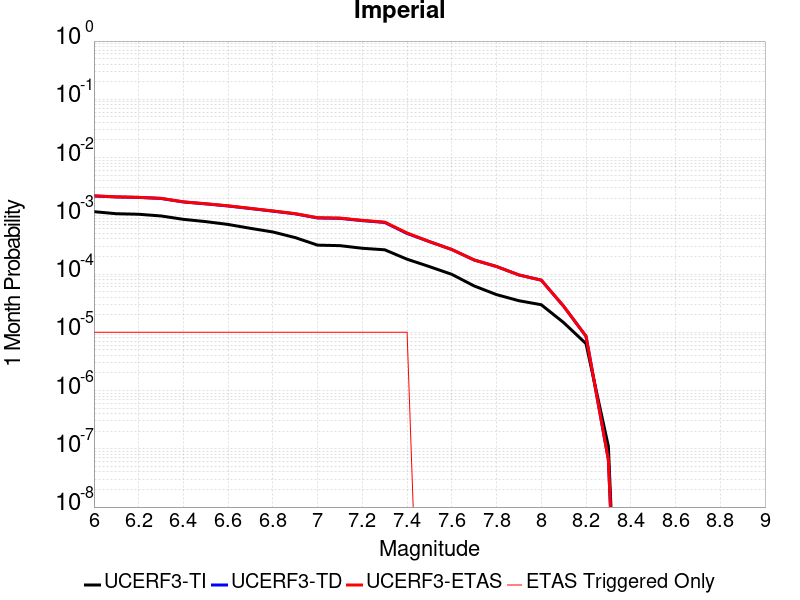 Imperial
10^0
10^-1
10^-2
10^-3
10^-4
10^-5
10^-6
10^-7
10^-8
1 Month Probability
6 6.2 6.4 6.6 6.8 7 7.2 7.4 7.6 7.8 8 8.2 8.4 8.6 8.8 9
Magnitude
UCERF3-TI UCERF3-TD UCERF3-ETAS ETAS Triggered Only